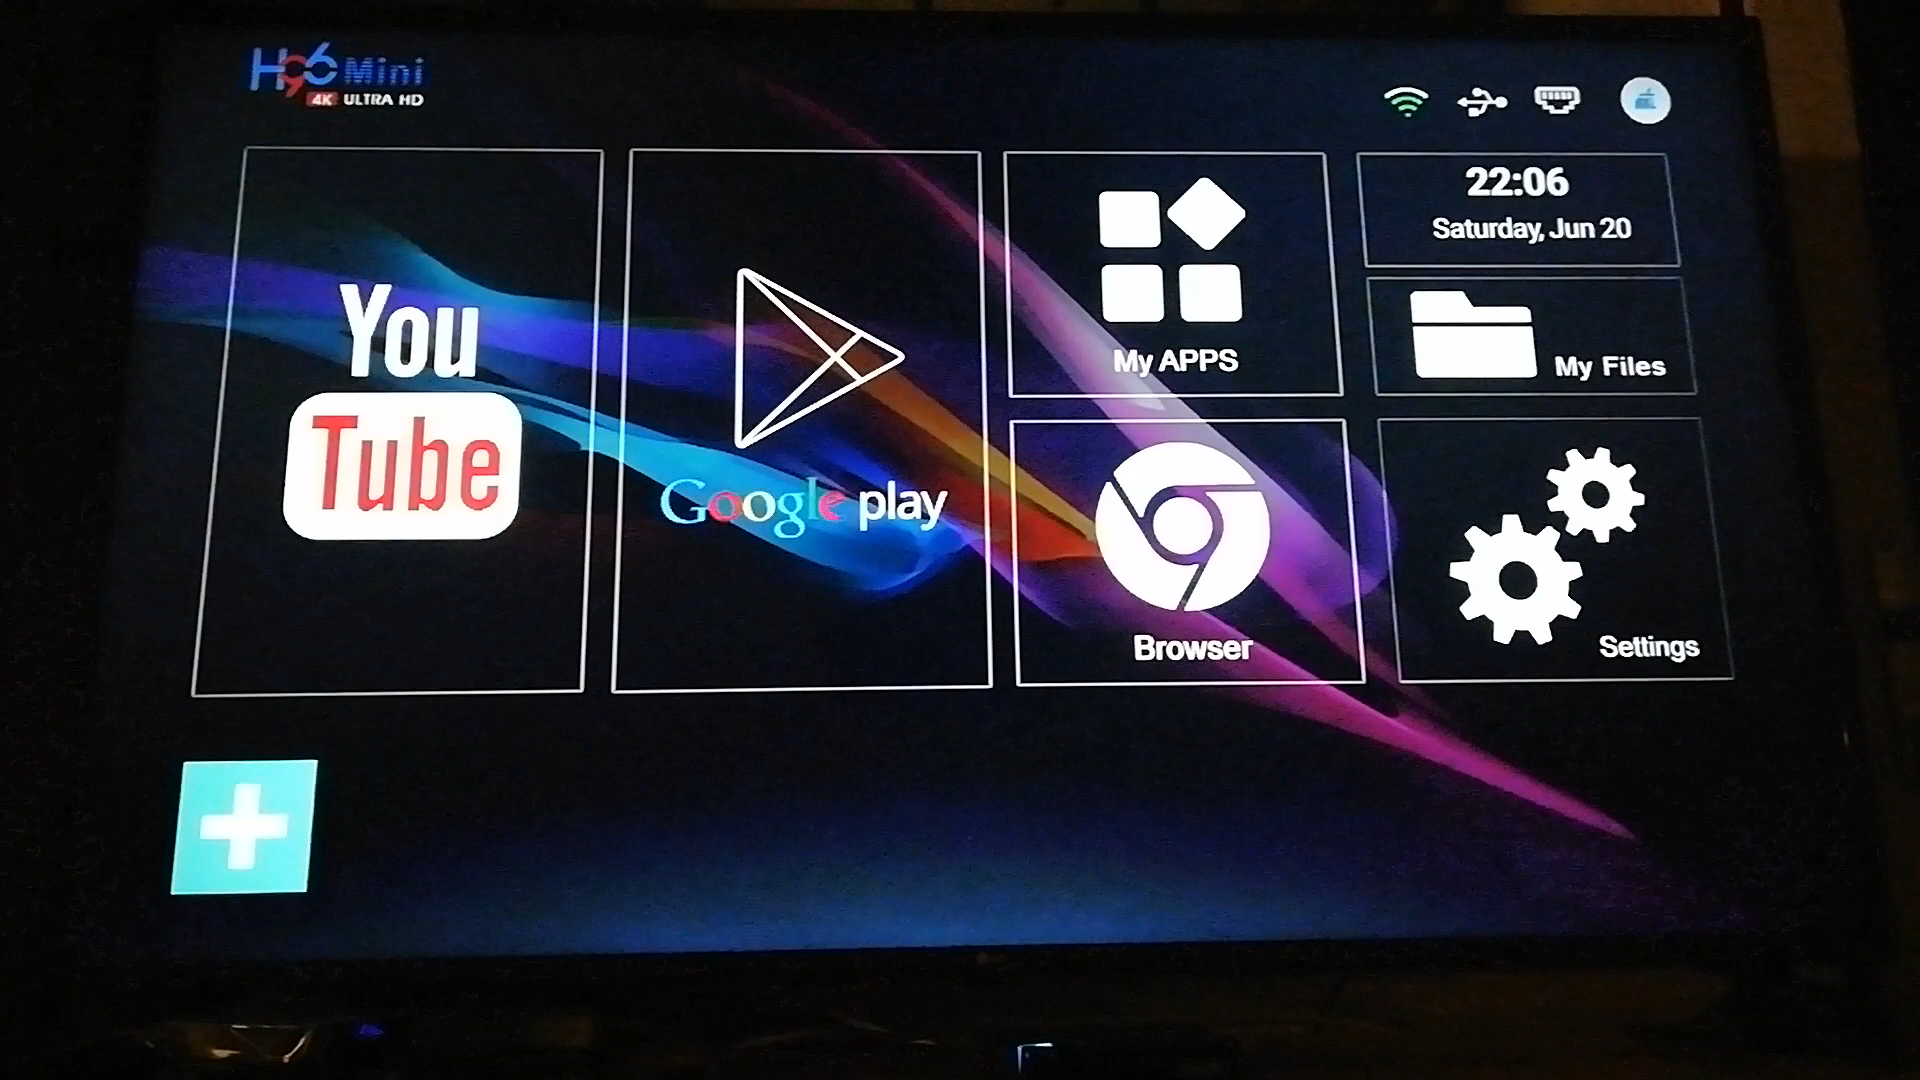 H96 Mini
4K ULTRA HD
22:06
Saturday, Jun 20
You
Tube
Google play
My APPS
My Files
Browser
Settings